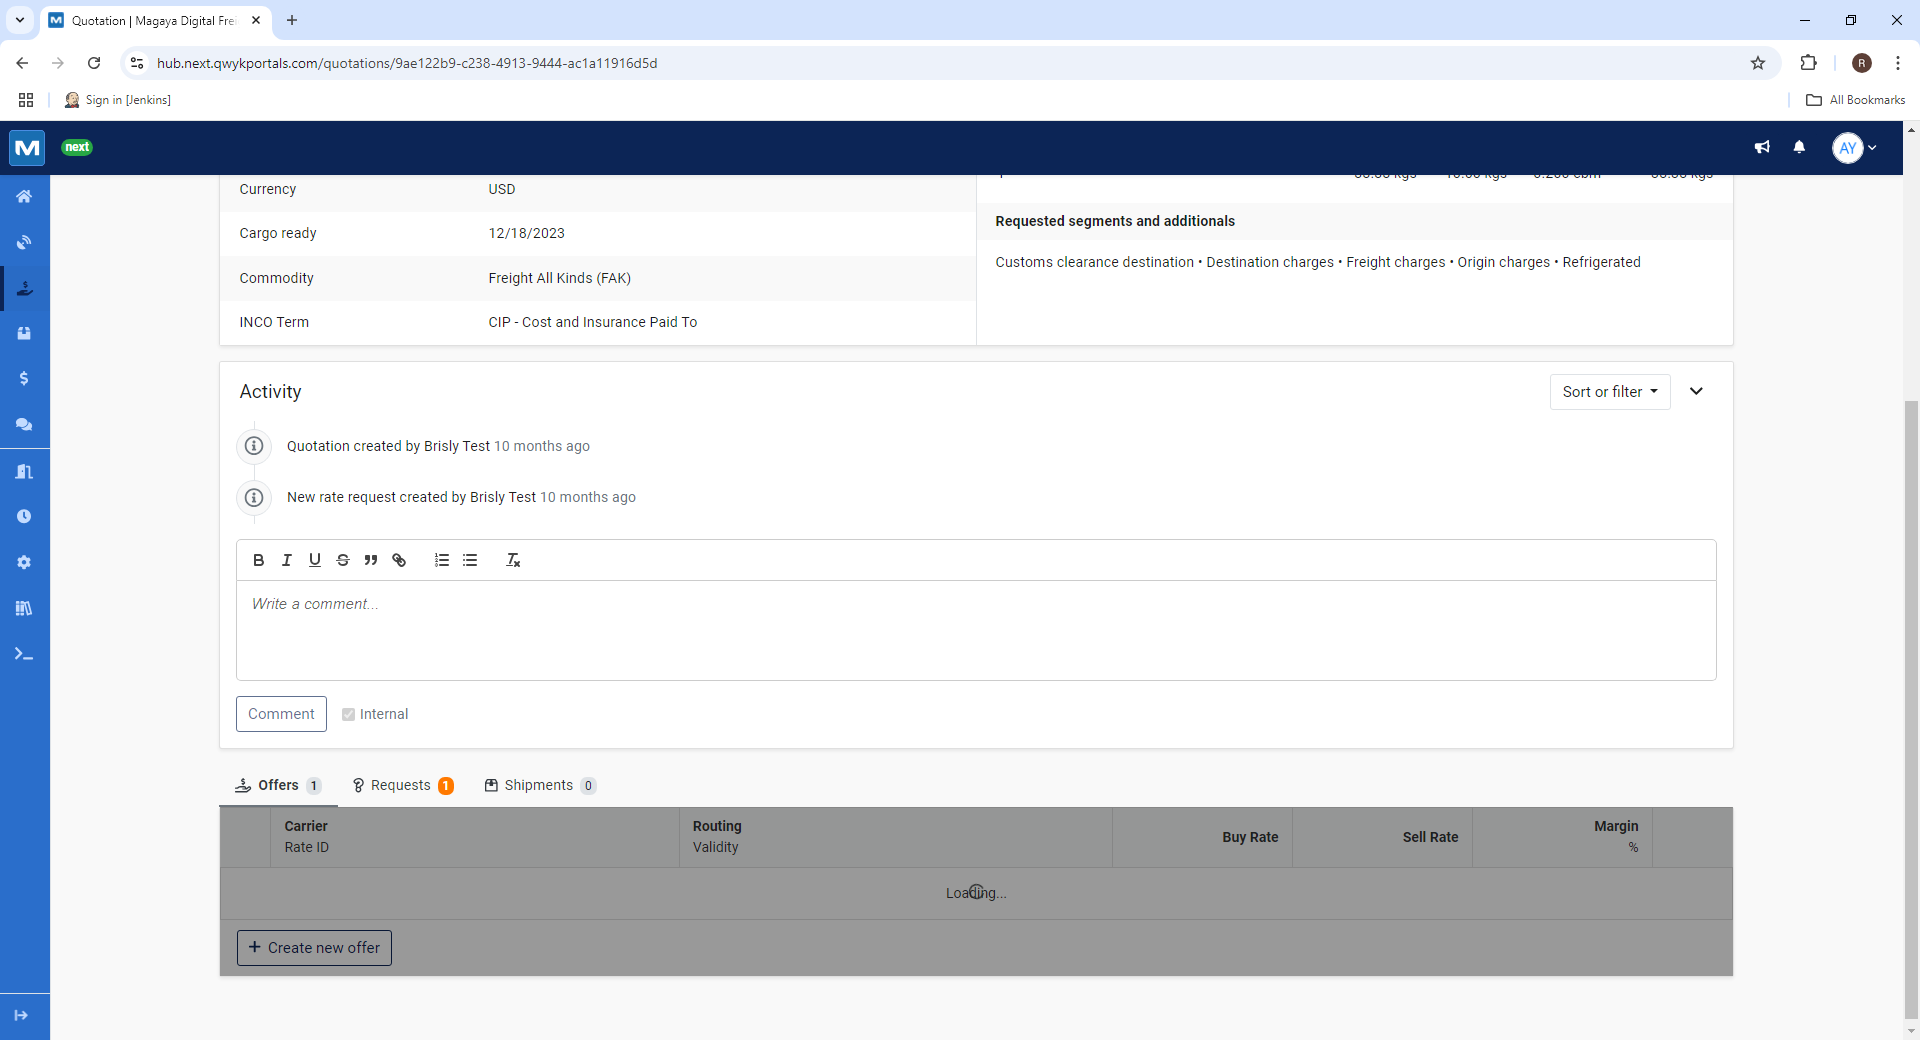 Quotation | Magaya Digital Frei
hub.next.qwykportals.com/quotations/9ae122b9-c238-4913-9444-ac1a11916d5d
R
Sign in [Jenkins]
All Bookmarks
next
AY
Currency USD
Cargo ready 12/18/2023
Commodity Freight All Kinds (FAK)
INCO Term CIP - Cost and Insurance Paid To
Requested segments and additionals
Customs clearance destination • Destination charges • Freight charges • Origin charges • Refrigerated
Activity
Sort or filter
Quotation created by Brisly Test 10 months ago
New rate request created by Brisly Test 10 months ago
Write a comment...
Comment
Internal
Offers 1
Requests 1
Shipments 0
Carrier
Rate ID
Routing
Validity
Buy Rate
Sell Rate
Margin
%
Loading...
+ Create new offer